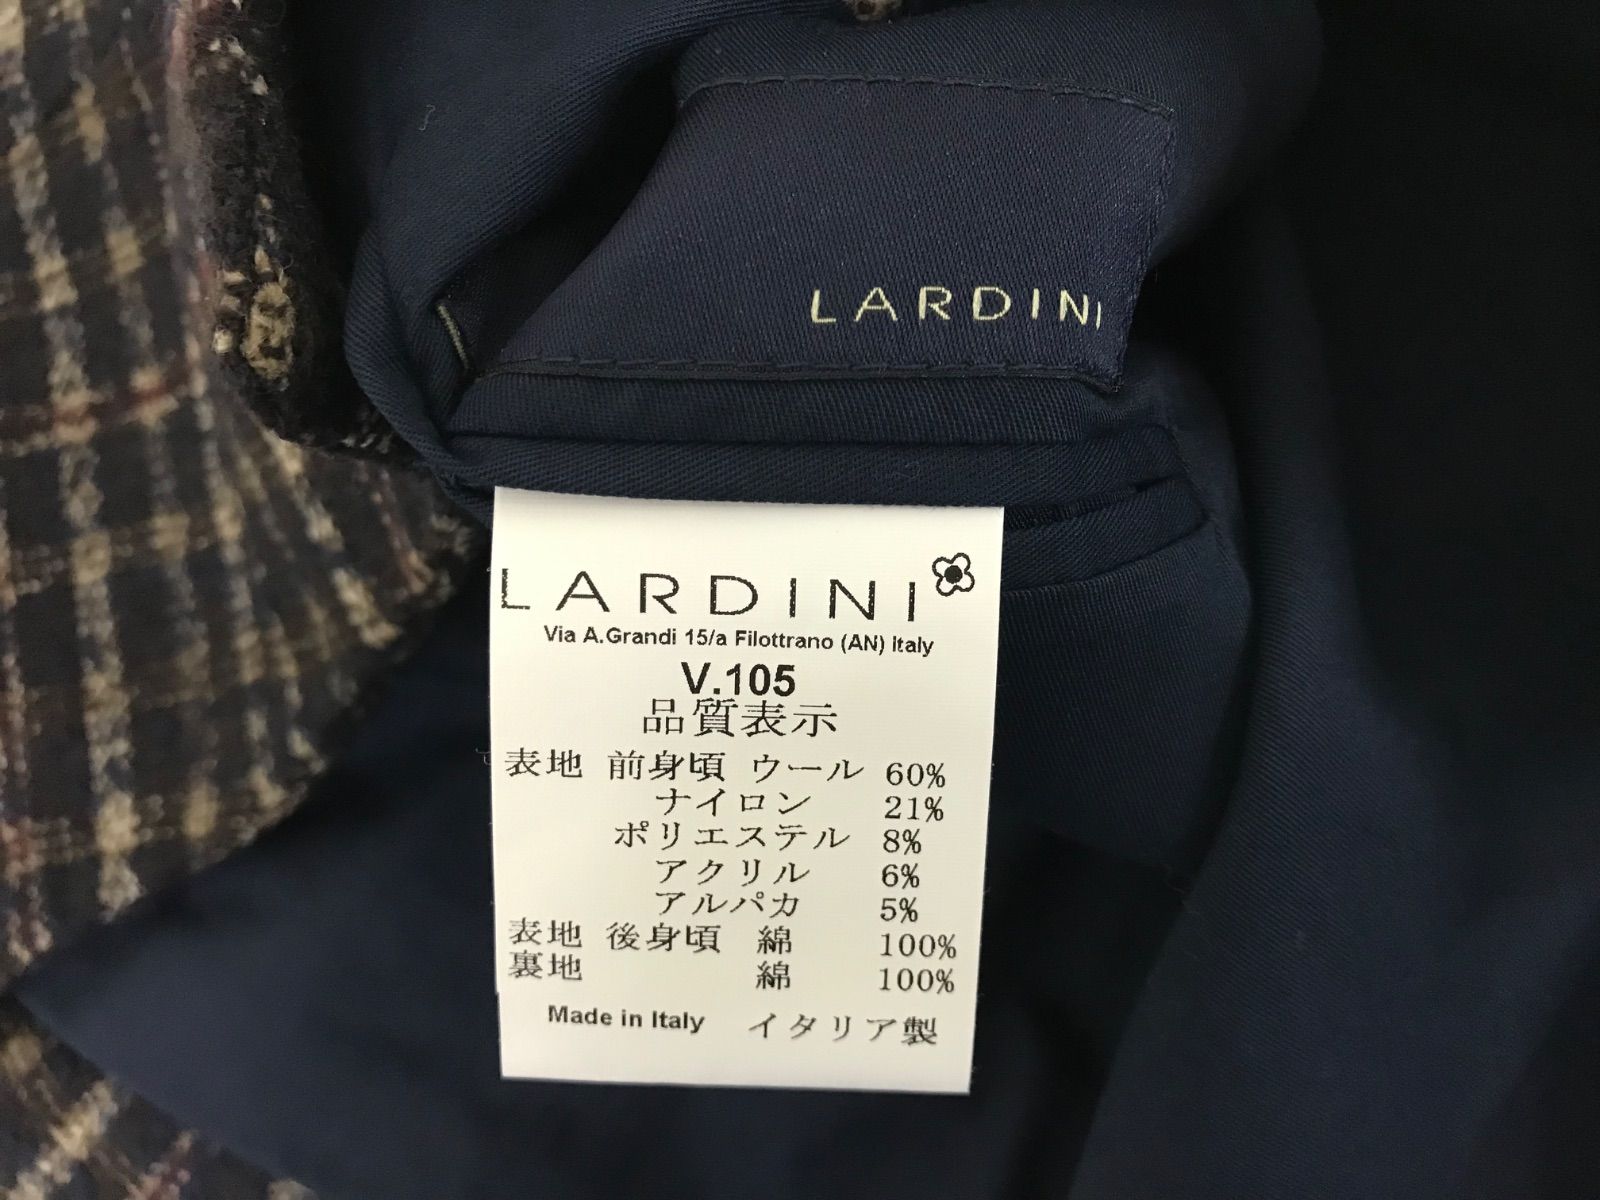 LARDINI
LARDINI
Via A.Grandi 15/a Filottrano (AN) Italy
V.105
品質表示
表地 前身頃 ウール 60%
ナイロン 21%
ポリエステル 8%
アクリル 6%
アルパカ 5%
表地 後身頃 綿 100%
裏地 綿 100%
Made in Italy イタリア製